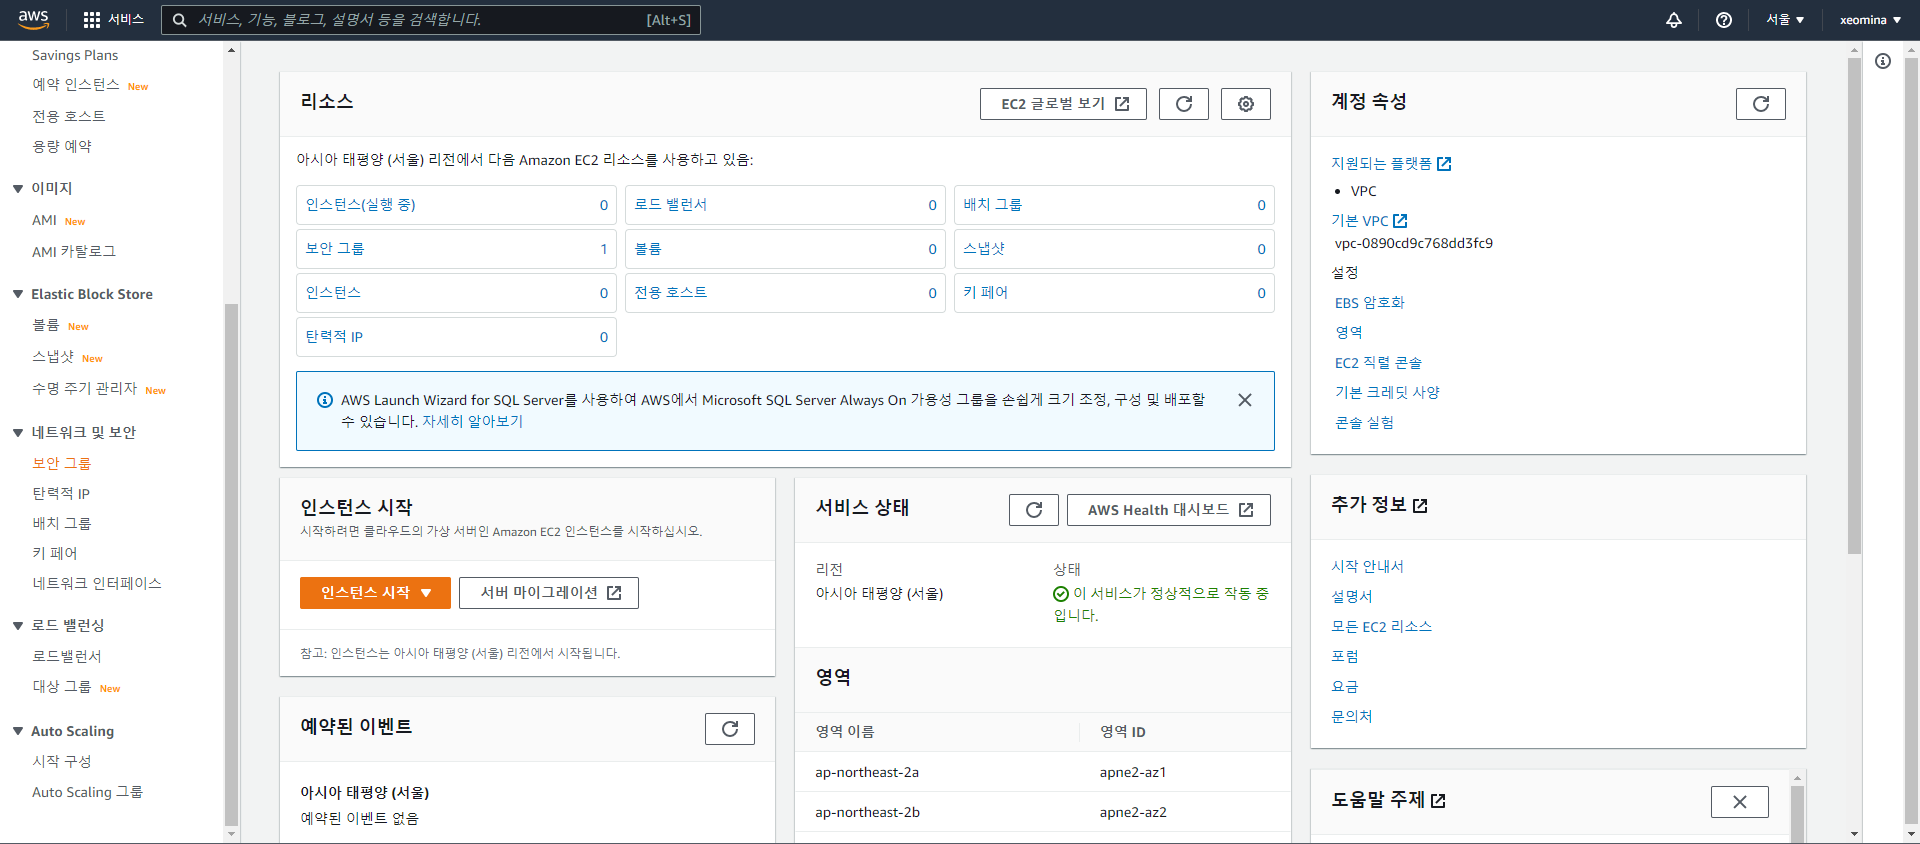 aws
서비스
서비스, 기능, 블로그, 설명서 등을 검색합니다.
[Alt+S]
서울 ▼
xeomina ▼
Savings Plans
예약 인스턴스 New
전용 호스트
용량 예약
▼ 이미지
AMI New
AMI 카탈로그
▼ Elastic Block Store
볼륨 New
스냅샷 New
수명 주기 관리자 New
▼ 네트워크 및 보안
보안 그룹
탄력적 IP
배치 그룹
키 페어
네트워크 인터페이스
▼ 로드 밸런싱
로드밸런서
대상 그룹 New
▼ Auto Scaling
시작 구성
Auto Scaling 그룹
리소스
EC2 글로벌 보기
아시아 태평양 (서울) 리전에서 다음 Amazon EC2 리소스를 사용하고 있음:
인스턴스(실행 중) 0
로드 밸런서 0
배치 그룹 0
보안 그룹 1
볼륨 0
스냅샷 0
인스턴스 0
전용 호스트 0
키 페어 0
탄력적 IP 0
AWS Launch Wizard for SQL Server를 사용하여 AWS에서 Microsoft SQL Server Always On 가용성 그룹을 손쉽게 크기 조정, 구성 및 배포할
수 있습니다. 자세히 알아보기
인스턴스 시작
시작하려면 클라우드의 가상 서버인 Amazon EC2 인스턴스를 시작하십시오.
인스턴스 시작 ▼
서버 마이그레이션
참고: 인스턴스는 아시아 태평양 (서울) 리전에서 시작됩니다.
예약된 이벤트
아시아 태평양 (서울)
예약된 이벤트 없음
서비스 상태
AWS Health 대시보드
리전
아시아 태평양 (서울)
상태
이 서비스가 정상적으로 작동 중
입니다.
영역
영역 이름 영역 ID
ap-northeast-2a apne2-az1
ap-northeast-2b apne2-az2
계정 속성
지원되는 플랫폼
• VPC
기본 VPC
vpc-0890cd9c768dd3fc9
설정
EBS 암호화
영역
EC2 직렬 콘솔
기본 크레딧 사양
콘솔 실험
추가 정보
시작 안내서
설명서
모든 EC2 리소스
포럼
요금
문의처
도움말 주제